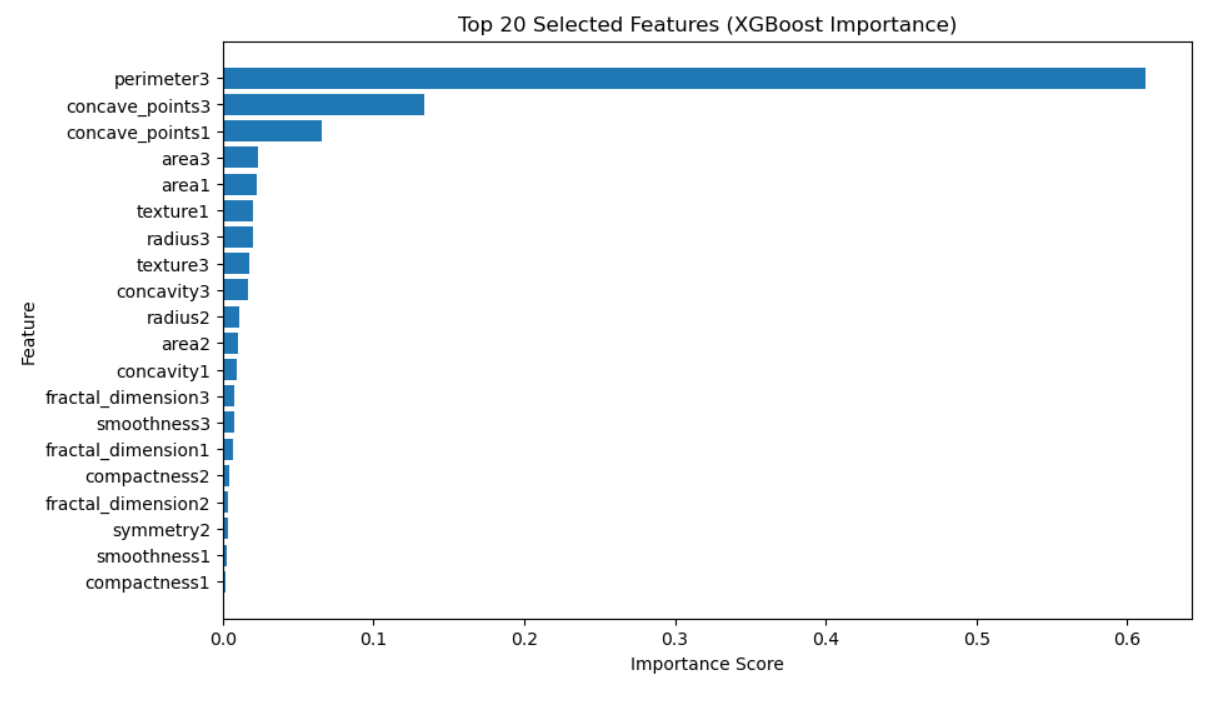 Top 20 Selected Features (XGBoost Importance)
Feature
perimeter3
concave_points3
concave_points1
area3
area1
texture1
radius3
texture3
concavity3
radius2
area2
concavity1
fractal_dimension3
smoothness3
fractal_dimension1
compactness2
fractal_dimension2
symmetry2
smoothness1
compactness1
0.0 0.1 0.2 0.3 0.4 0.5 0.6
Importance Score